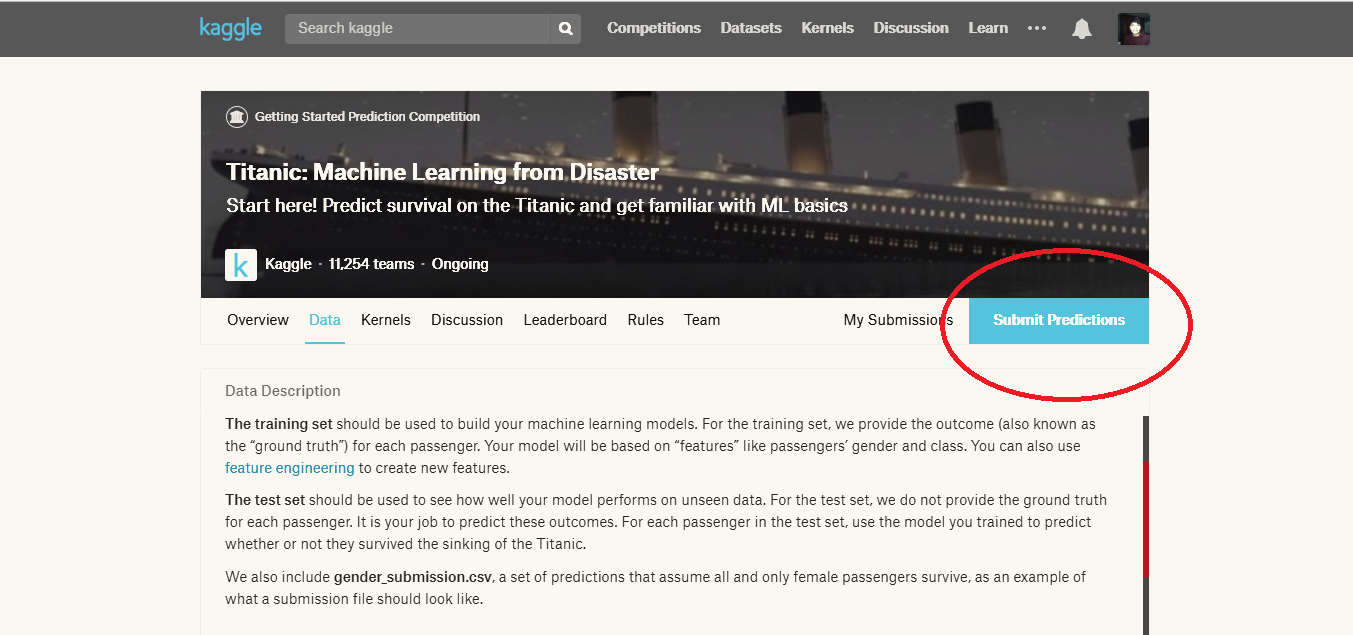 kaggle
Search kaggle
Competitions Datasets Kernels Discussion Learn
Getting Started Prediction Competition
Titanic: Machine Learning from Disaster
Start here! Predict survival on the Titanic and get familiar with ML basics
k
Kaggle · 11,254 teams · Ongoing
Overview Data Kernels Discussion Leaderboard Rules Team My Submissions Submit Predictions
Data Description
The training set should be used to build your machine learning models. For the training set, we provide the outcome (also known as
the “ground truth”) for each passenger. Your model will be based on “features” like passengers’ gender and class. You can also use
feature engineering to create new features.
The test set should be used to see how well your model performs on unseen data. For the test set, we do not provide the ground truth
for each passenger. It is your job to predict these outcomes. For each passenger in the test set, use the model you trained to predict
whether or not they survived the sinking of the Titanic.
We also include gender_submission.csv, a set of predictions that assume all and only female passengers survive, as an example of
what a submission file should look like.